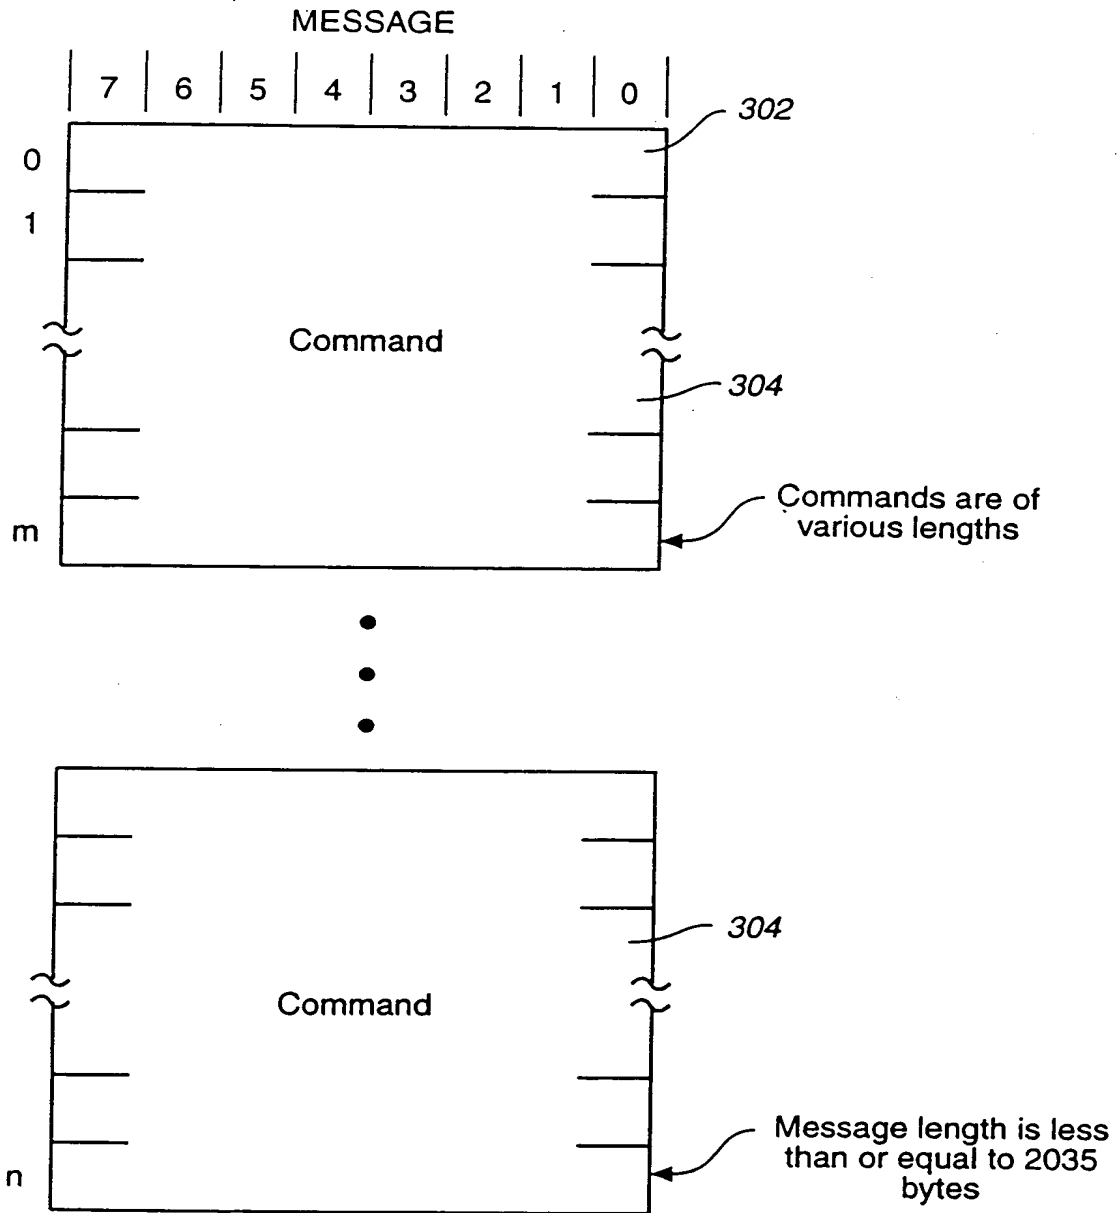 MESSAGE
7 6 5 4 3 2 1 0
302
0
1
Command
304
Commands are of
various lengths
m
304
Command
Message length is less
than or equal to 2035
bytes
n